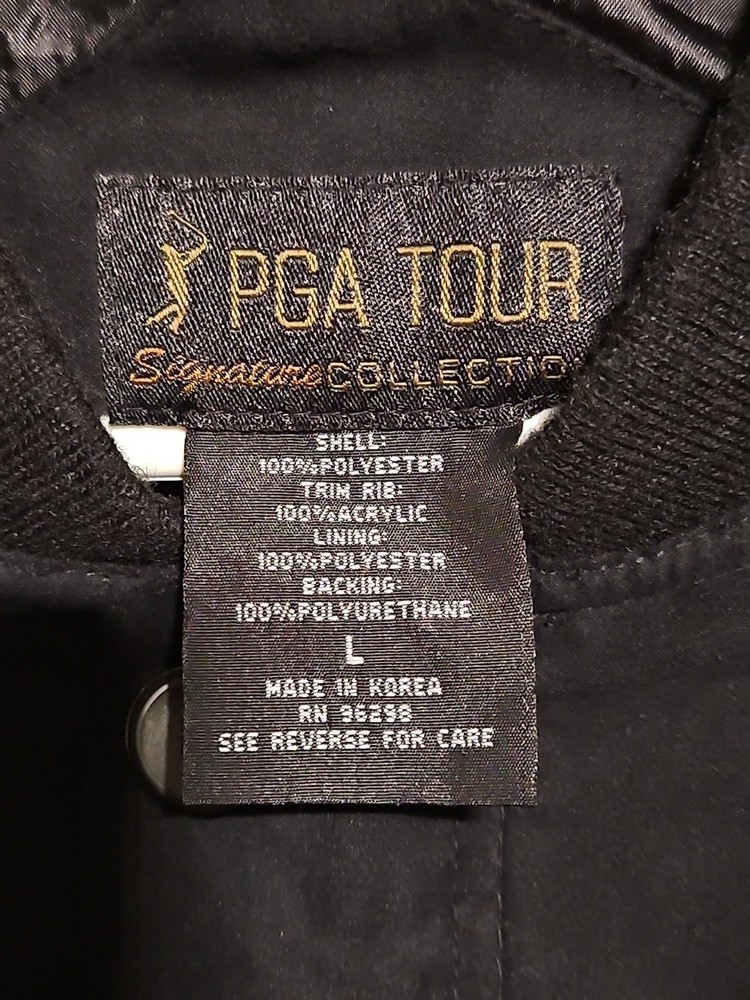 PGA TOUR
Signature COLLECTIO
SHELL:
100%POLYESTER
TRIM RIB:
100%ACRYLIC
LINING:
100%POLYESTER
BACKING:
100%POLYURETHANE
L
MADE IN KOREA
RN 96298
SEE REVERSE FOR CARE